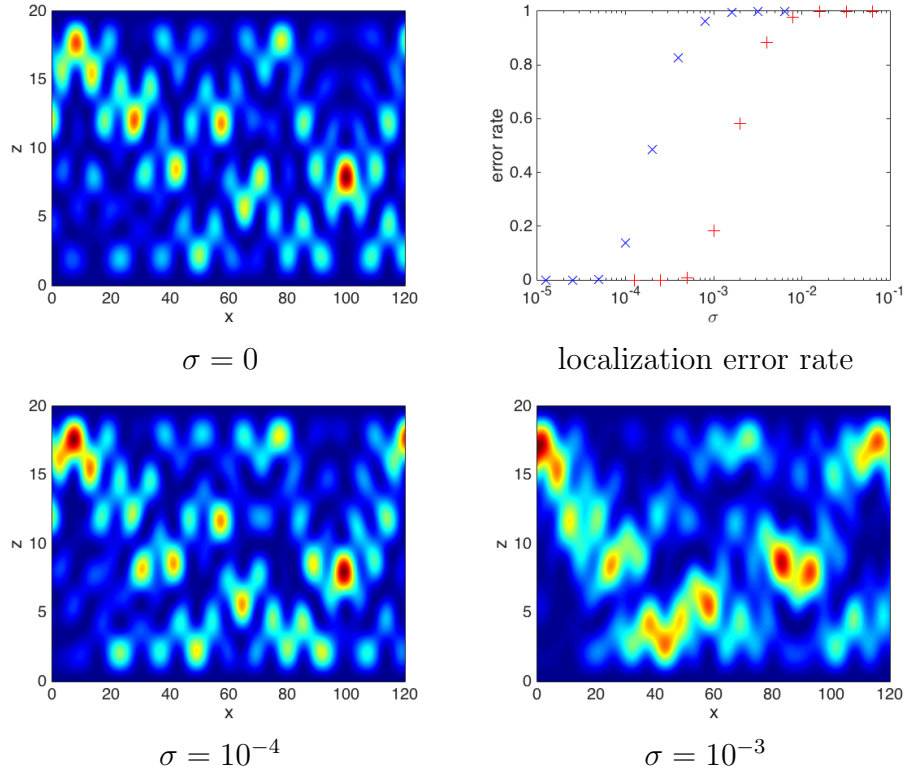 20
15
10
5
0
z
0 20 40 60 80 100 120
x
σ = 0
1
0.8
0.6
0.4
0.2
0
error rate
10⁻⁵ 10⁻⁴ 10⁻³ 10⁻² 10⁻¹
σ
localization error rate
20
15
10
5
0
z
0 20 40 60 80 100 120
x
σ = 10⁻⁴
20
15
10
5
0
z
0 20 40 60 80 100 120
x
σ = 10⁻³